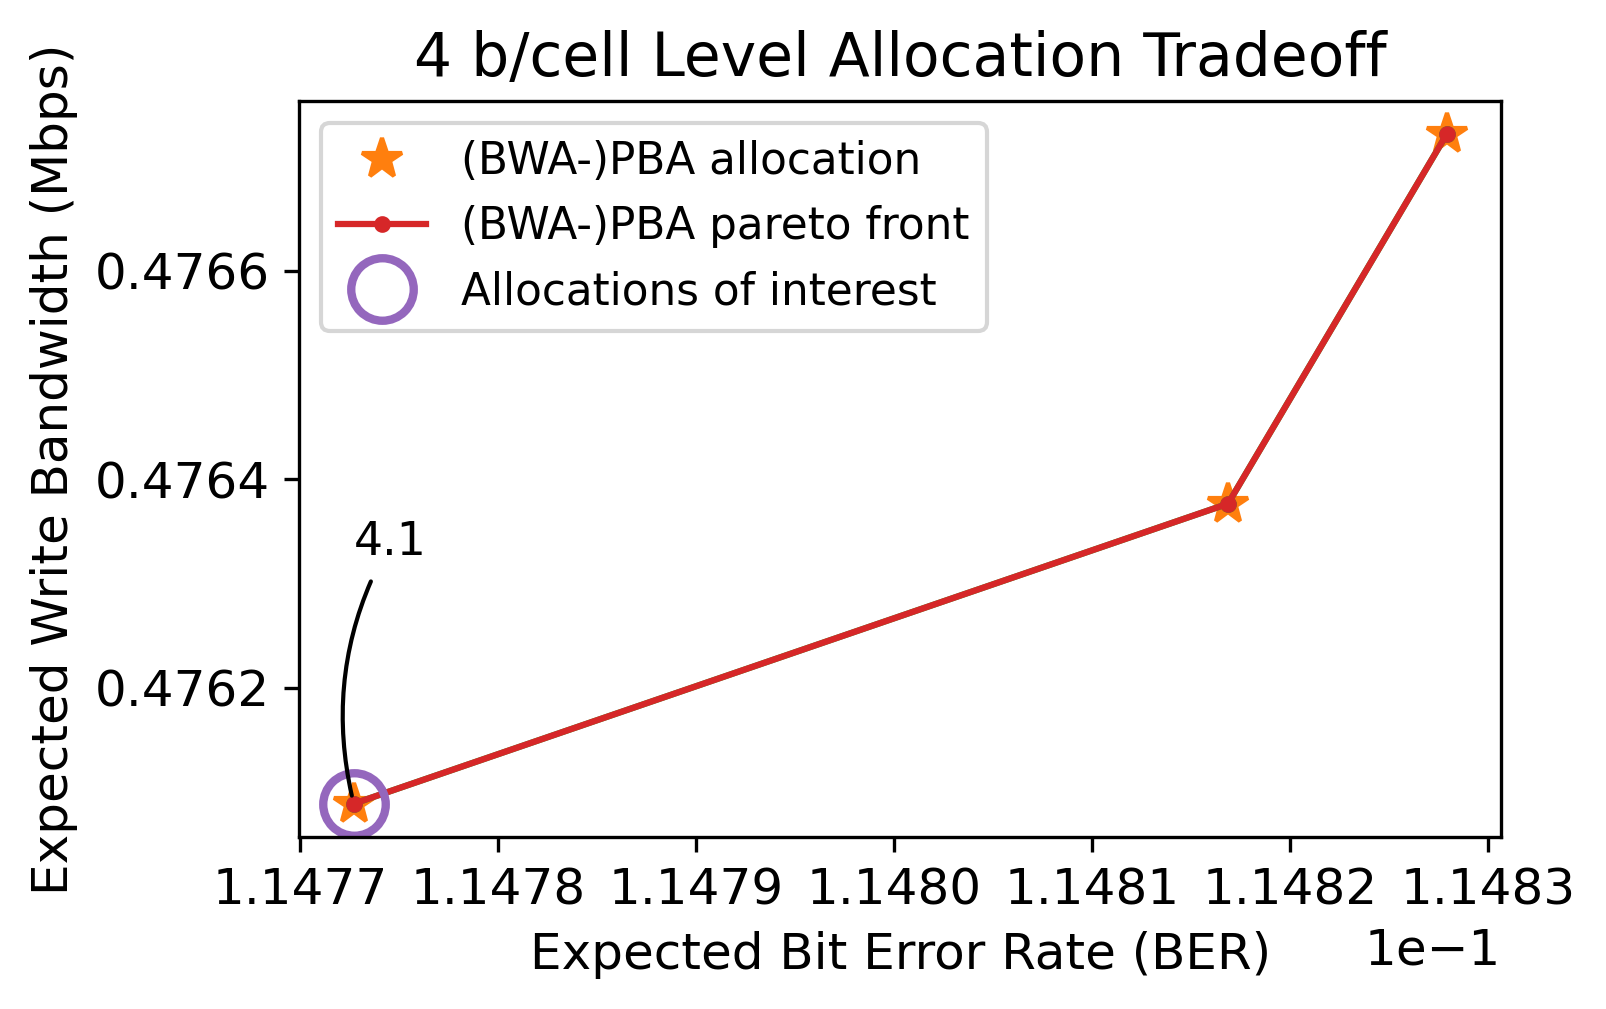 4 b/cell Level Allocation Tradeoff
(BWA-)PBA allocation
(BWA-)PBA pareto front
Allocations of interest
Expected Write Bandwidth (Mbps)
0.4766
0.4764
0.4762
4.1
1.1477 1.1478 1.1479 1.1480 1.1481 1.1482 1.1483
Expected Bit Error Rate (BER)
1e−1